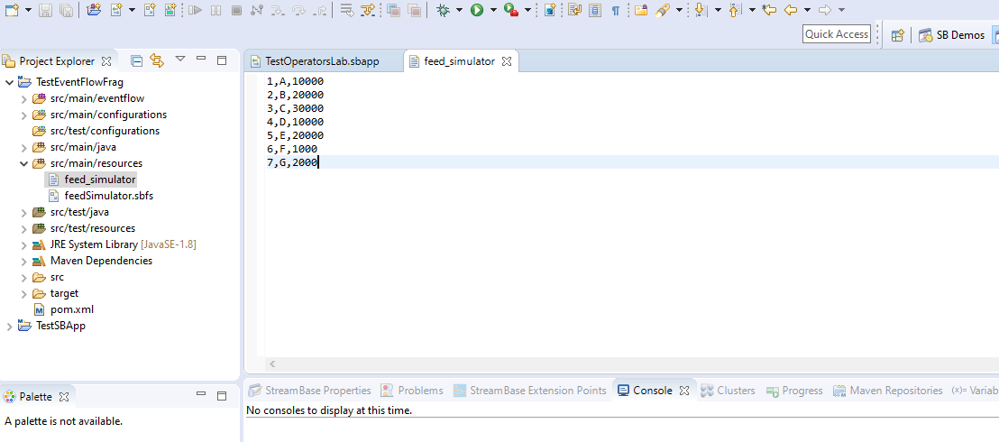 Quick Access
SB Demos
Project Explorer
TestEventFlowFrag
src/main/eventflow
src/main/configurations
src/test/configurations
src/main/java
src/main/resources
feed_simulator
feedSimulator.sbfs
src/test/java
src/test/resources
JRE System Library [JavaSE-1.8]
Maven Dependencies
src
target
pom.xml
TestSBApp
Palette
A palette is not available.
TestOperatorsLab.sbapp
feed_simulator
1,A,10000
2,B,20000
3,C,30000
4,D,10000
5,E,20000
6,F,1000
7,G,2000
StreamBase Properties
Problems
StreamBase Extension Points
Console
Clusters
Progress
Maven Repositories
(x)= Variab
No consoles to display at this time.